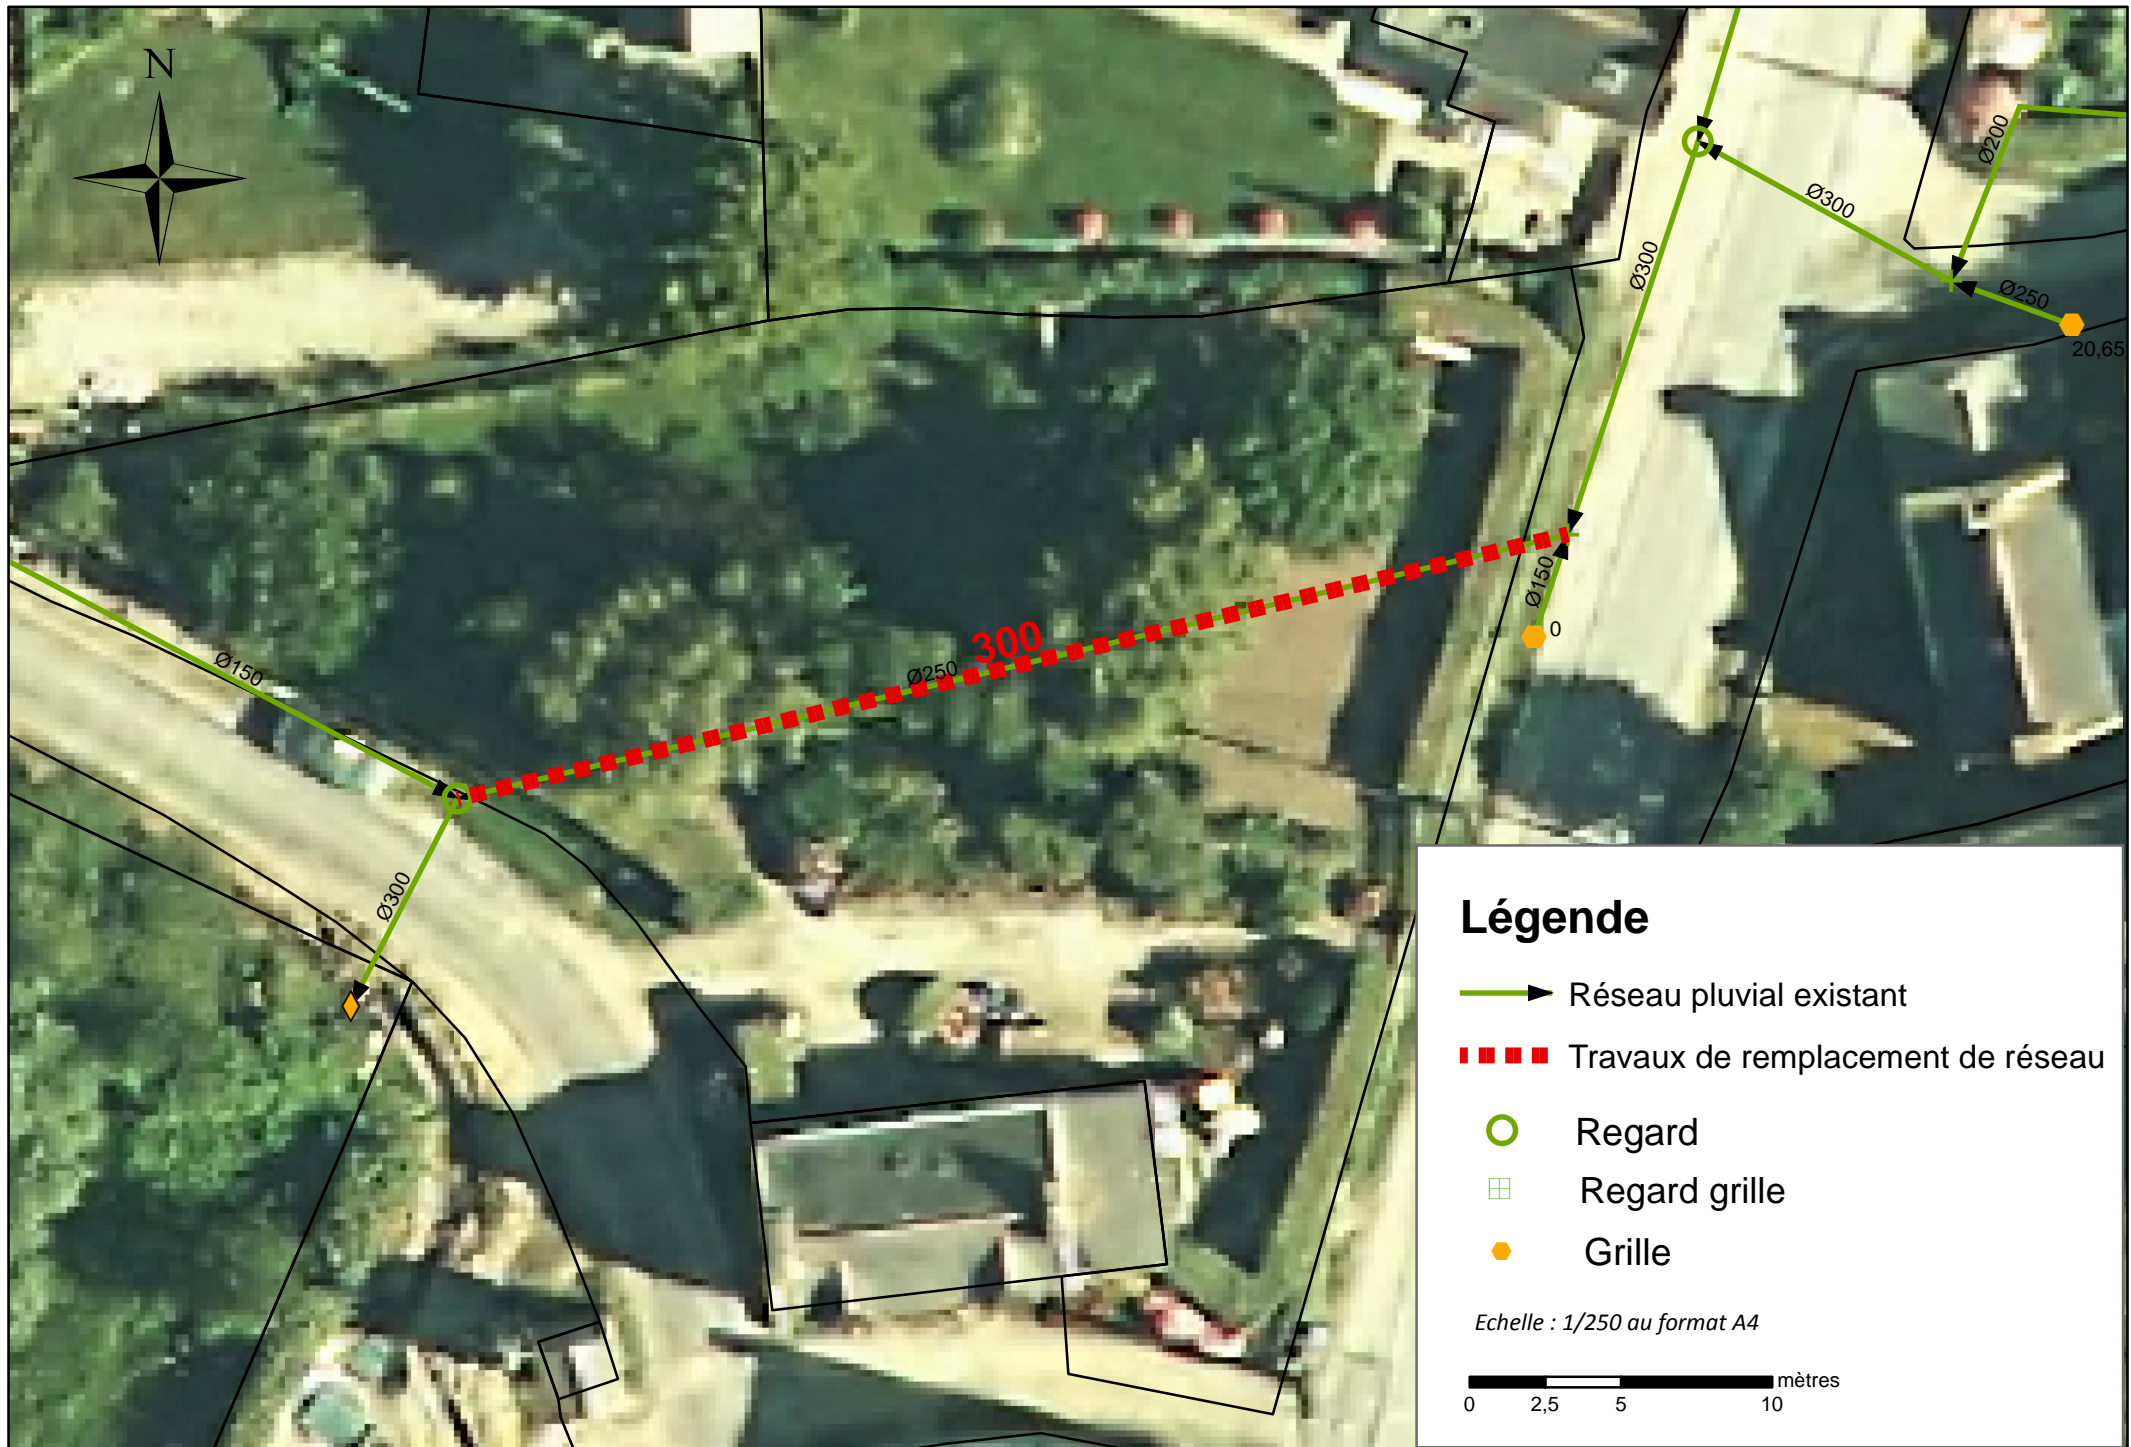 N
Ø200
Ø300
Ø300
Ø250
20,65
Ø150
0
300
Ø250
Ø150
Ø300
Légende
Réseau pluvial existant
Travaux de remplacement de réseau
Regard
Regard grille
Grille
Echelle : 1/250 au format A4
mètres
0 2,5 5 10